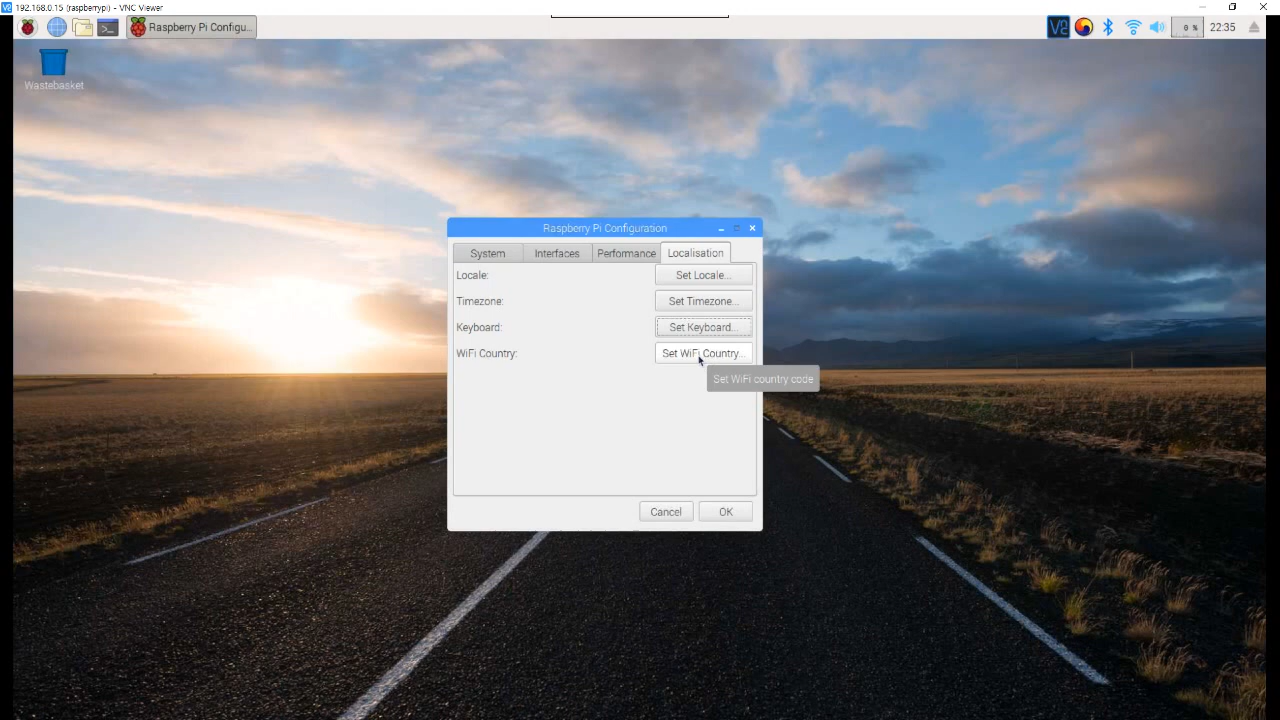 192.168.0.15 (raspberrypi) - VNC Viewer
Raspberry Pi Configu...
0 %
22:35
Wastebasket
Raspberry Pi Configuration
System
Interfaces
Performance
Localisation
Locale:
Set Locale...
Timezone:
Set Timezone...
Keyboard:
Set Keyboard...
WiFi Country:
Set WiFi Country...
Set WiFi country code
Cancel
OK